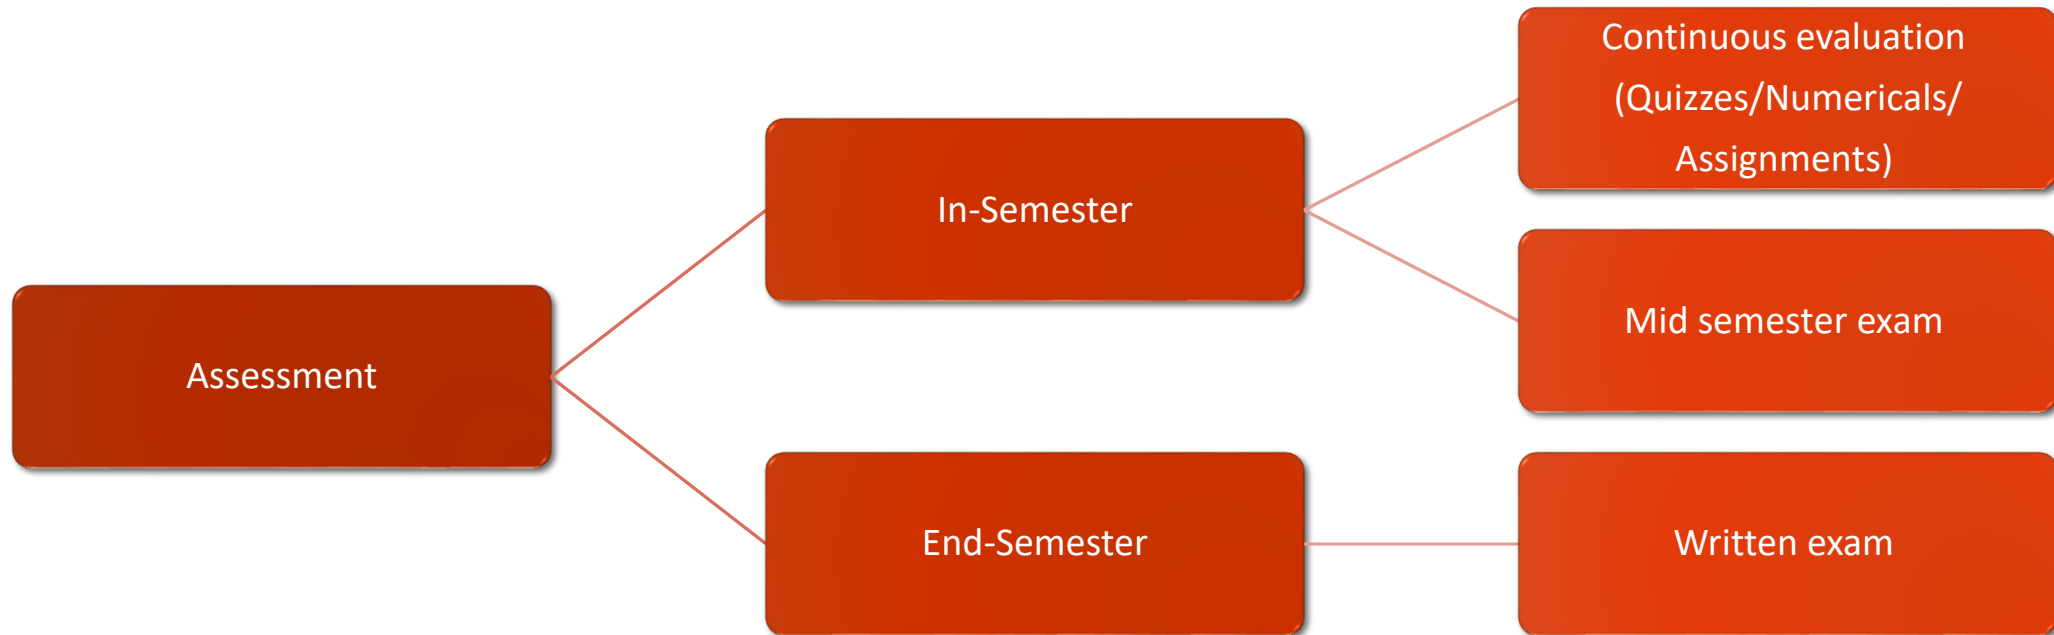 Assessment
In-Semester
Continuous evaluation
(Quizzes/Numericals/
Assignments)
Mid semester exam
End-Semester
Written exam